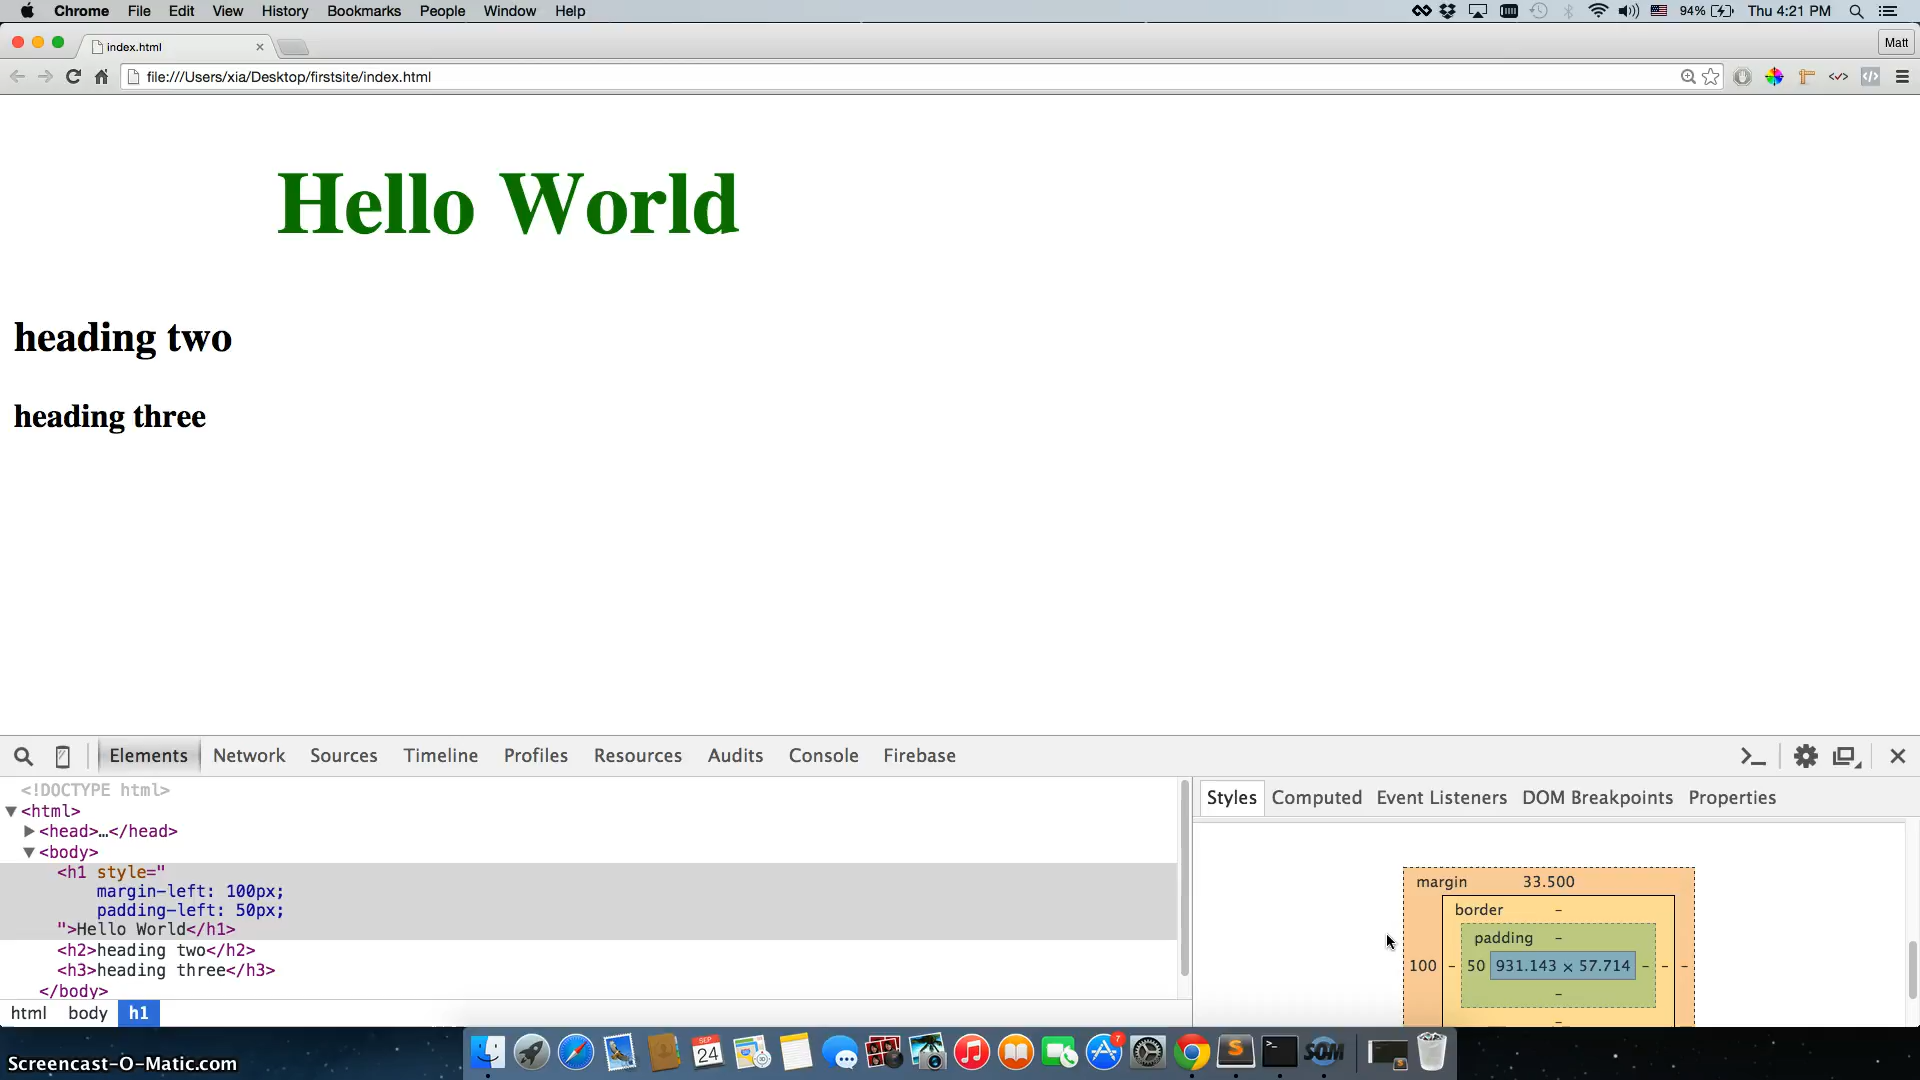 Chrome File Edit View History Bookmarks People Window Help 94% Thu 4:21 PM
index.html Matt
file:///Users/xia/Desktop/firstsite/index.html
Hello World
heading two
heading three
Elements Network Sources Timeline Profiles Resources Audits Console Firebase
Styles Computed Event Listeners DOM Breakpoints Properties
<!DOCTYPE html>
<html>
<head>…</head>
<body>
<h1 style="
margin-left: 100px;
padding-left: 50px;
">Hello World</h1>
<h2>heading two</h2>
<h3>heading three</h3>
</body>
html body h1
margin 33.500
border –
padding –
100 – 50 931.143 × 57.714 – – –
–
–
SEP
24
7
S
SOM
Screencast-O-Matic.com